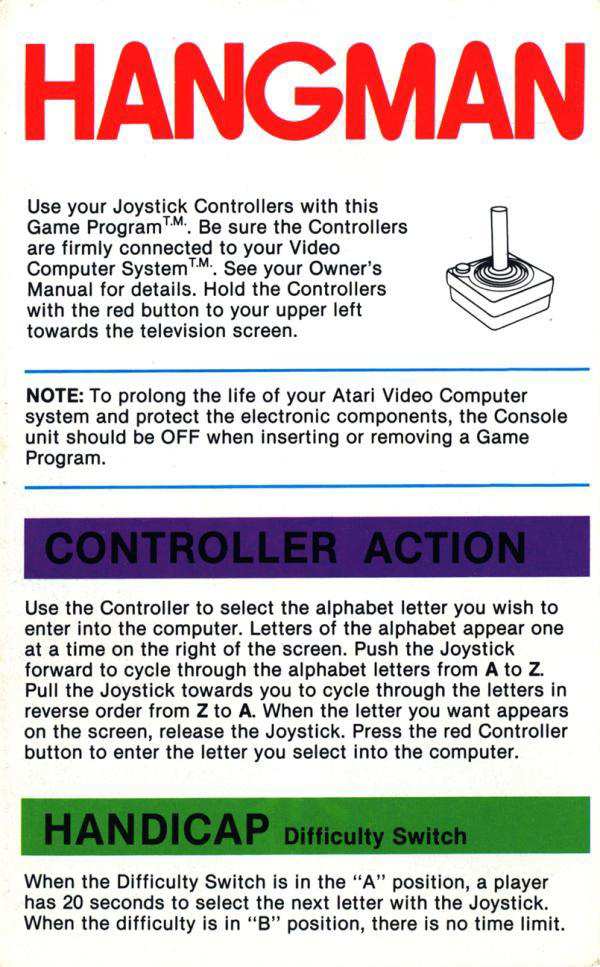 HANGMAN
Use your Joystick Controllers with this
Game Program T.M.. Be sure the Controllers
are firmly connected to your Video
Computer System T.M.. See your Owner's
Manual for details. Hold the Controllers
with the red button to your upper left
towards the television screen.
NOTE: To prolong the life of your Atari Video Computer
system and protect the electronic components, the Console
unit should be OFF when inserting or removing a Game
Program.
CONTROLLER ACTION
Use the Controller to select the alphabet letter you wish to
enter into the computer. Letters of the alphabet appear one
at a time on the right of the screen. Push the Joystick
forward to cycle through the alphabet letters from A to Z.
Pull the Joystick towards you to cycle through the letters in
reverse order from Z to A. When the letter you want appears
on the screen, release the Joystick. Press the red Controller
button to enter the letter you select into the computer.
HANDICAP Difficulty Switch
When the Difficulty Switch is in the "A" position, a player
has 20 seconds to select the next letter with the Joystick.
When the difficulty is in "B" position, there is no time limit.